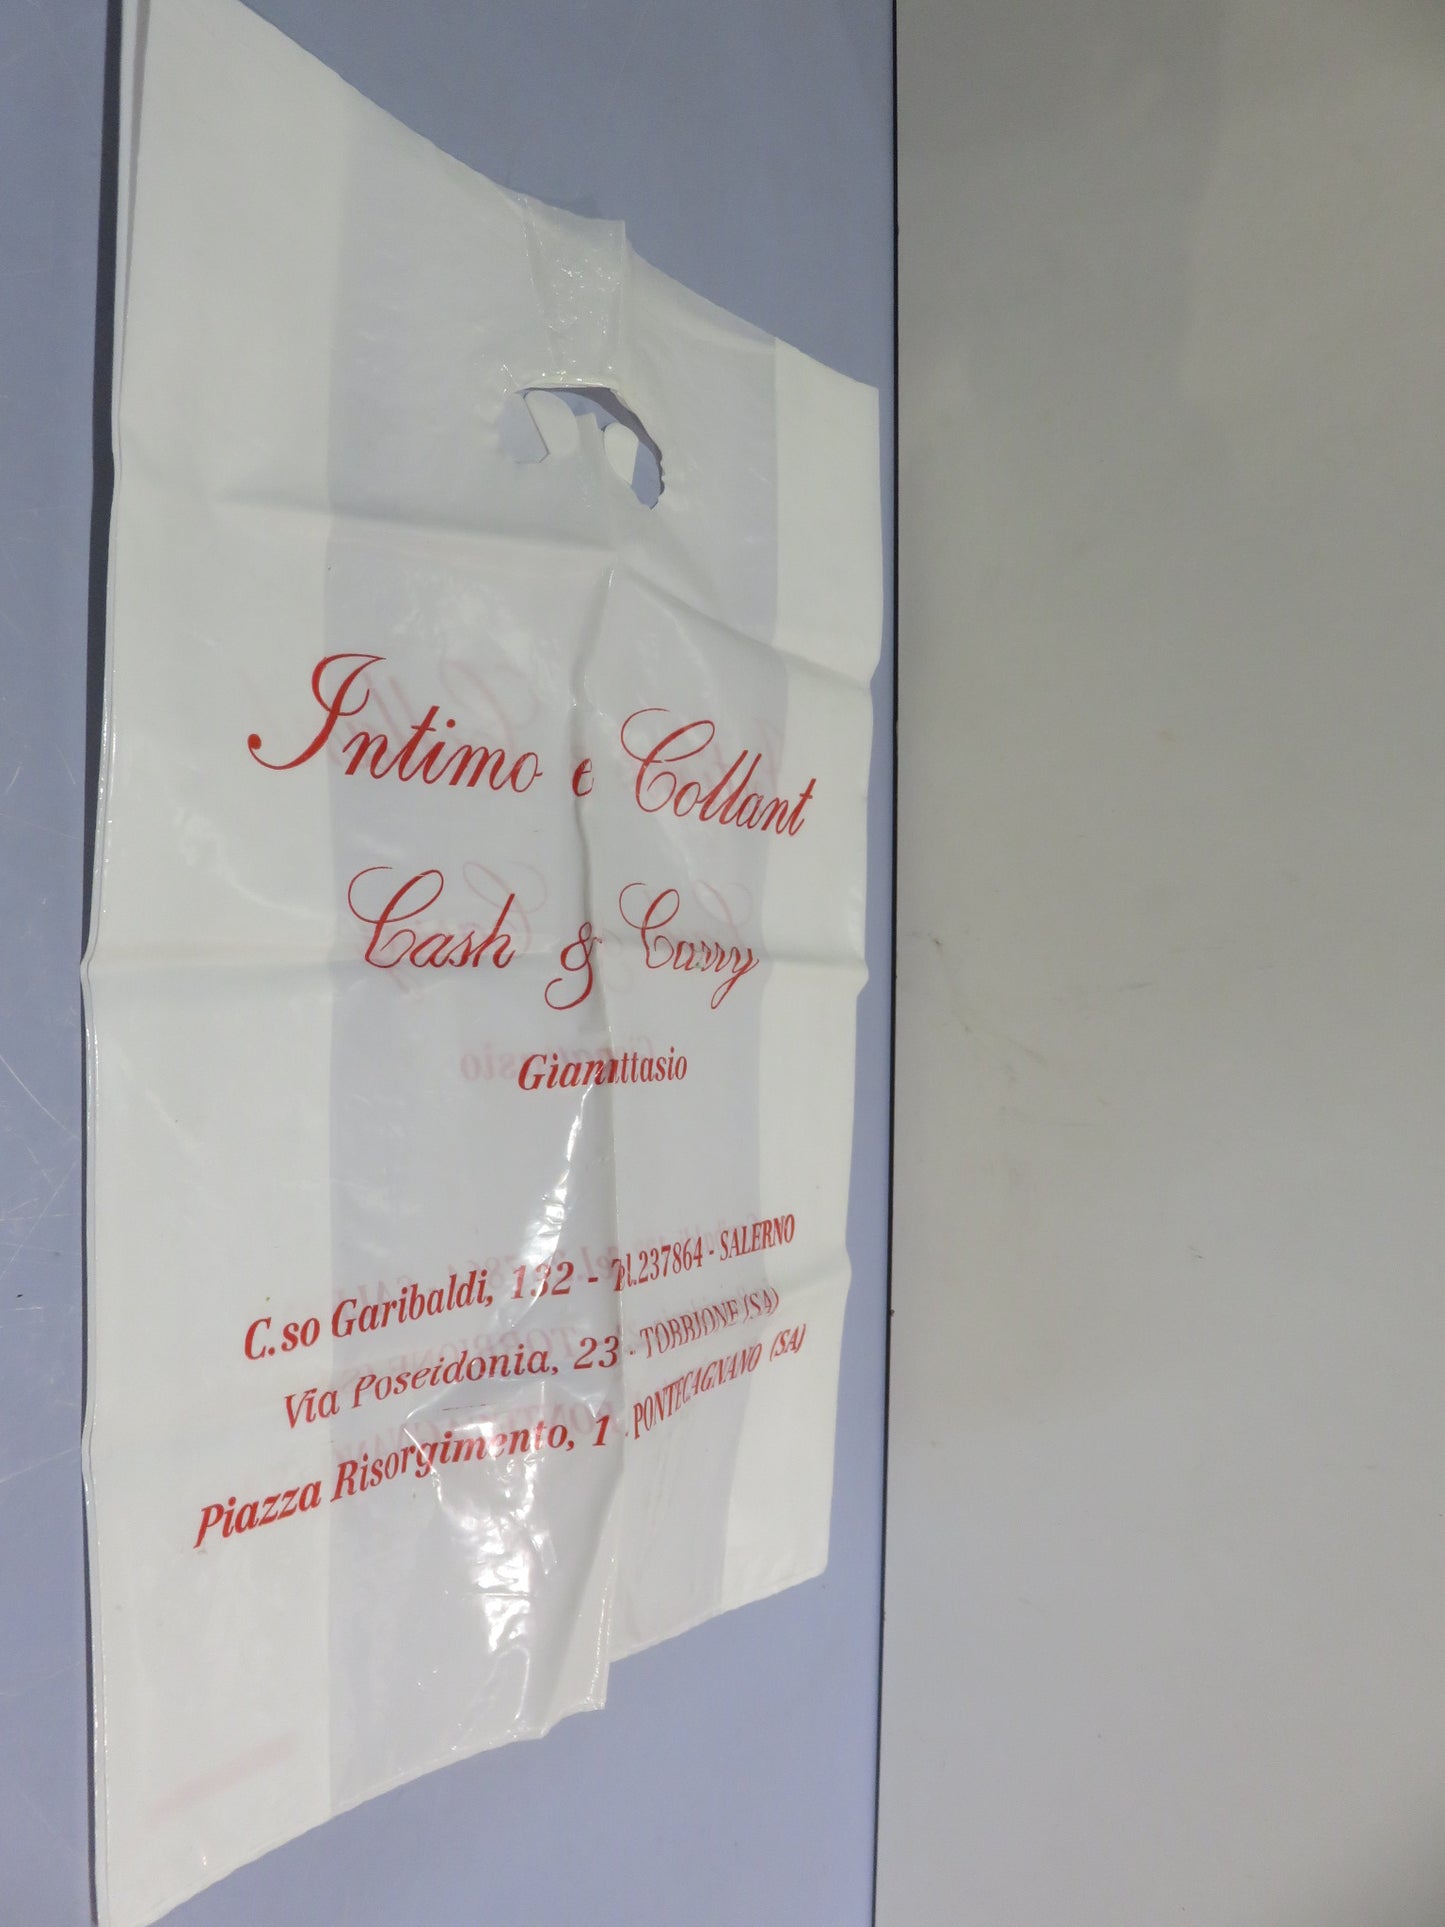 Intimo e Collant
Cash & Carry
Giannattasio
C.so Garibaldi, 132 - Tel.237864 - SALERNO
Via Poseidonia, 23 - TORRIONE (SA)
Piazza Risorgimento, 1 - PONTECAGNANO (SA)